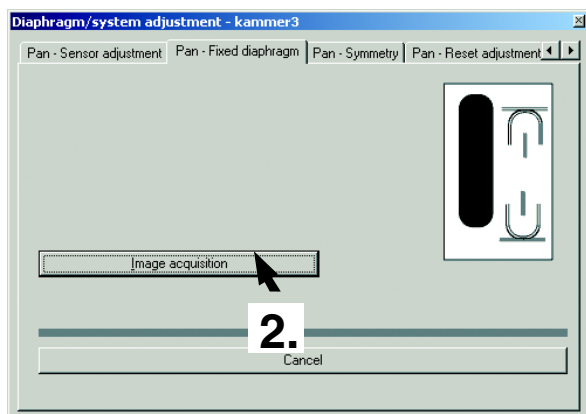 Diaphragm/system adjustment - kammer3
Pan - Sensor adjustment Pan - Fixed diaphragm Pan - Symmetry Pan - Reset adjustment
Image acquisition
2.
Cancel